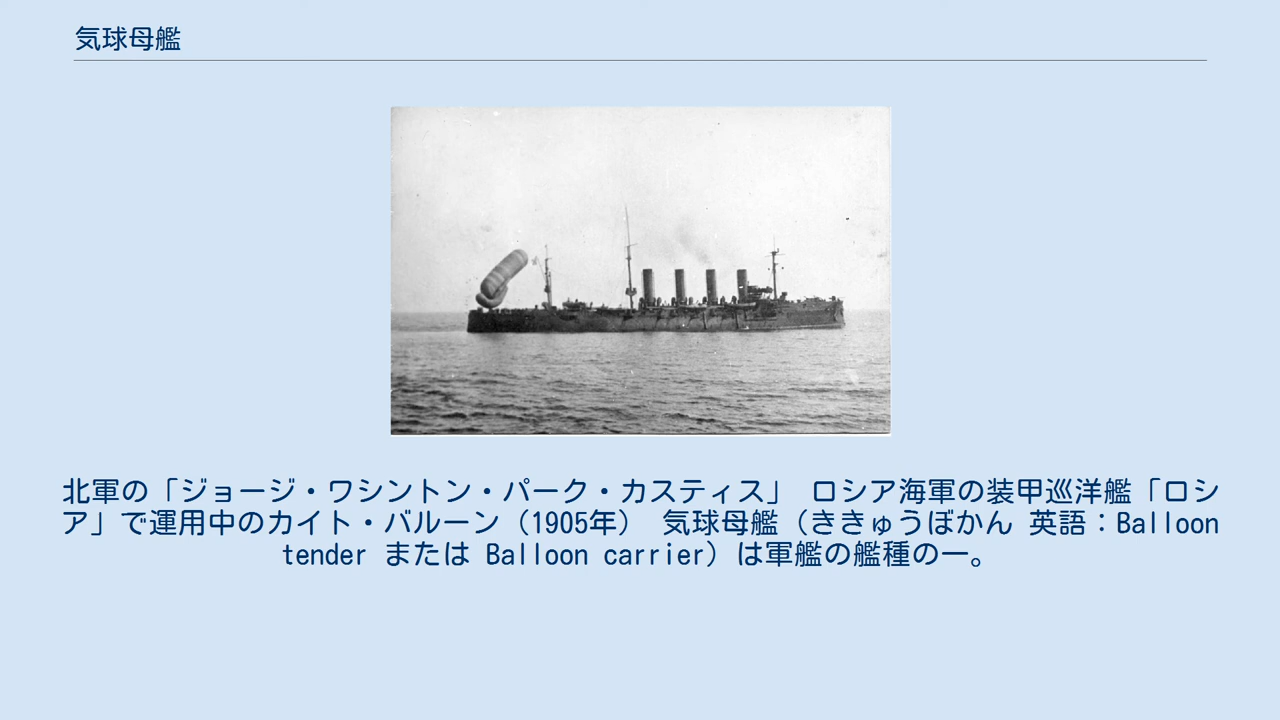 気球母艦
北軍の「ジョージ・ワシントン・パーク・カスティス」 ロシア海軍の装甲巡洋艦「ロシ
ア」で運用中のカイト・バルーン（1905年） 気球母艦（ききゅうぼかん 英語：Balloon
tender または Balloon carrier）は軍艦の艦種の一。